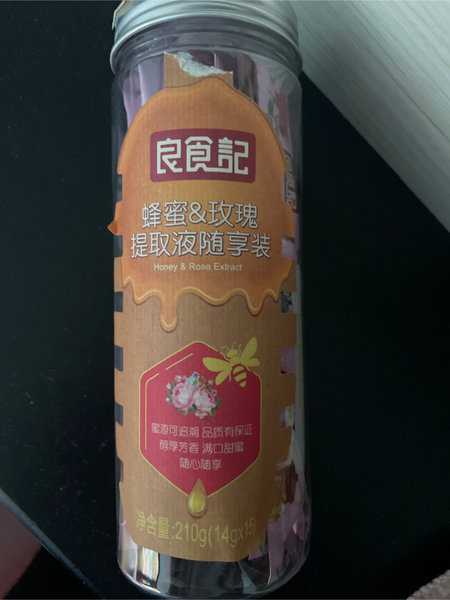 良食記
蜂蜜&玫瑰
提取液随享装
Honey & Rose Extract
蜜源可追溯 品质有保证
醇厚芳香 满口甜蜜
随心随享
净含量:210g(14gx15)